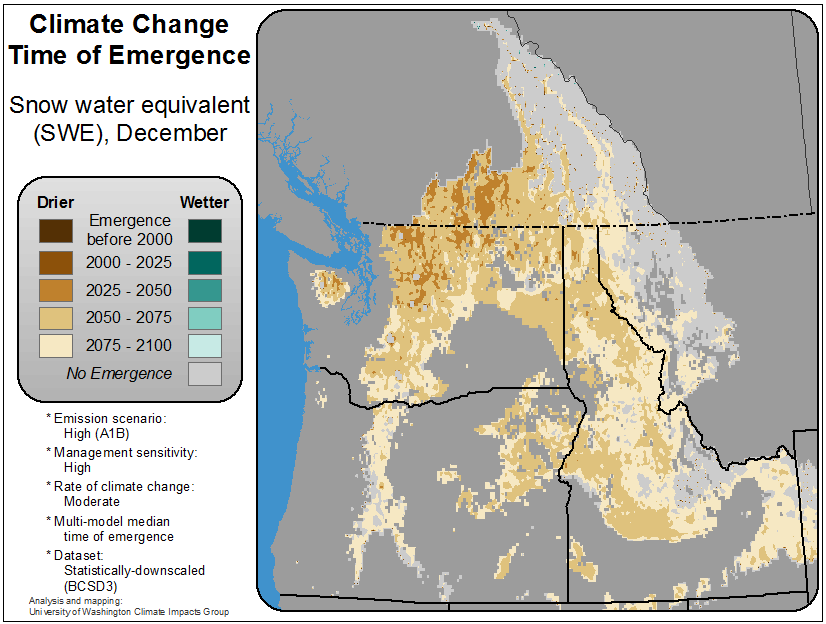 Climate Change
Time of Emergence
Snow water equivalent
(SWE), December
Drier
Wetter
Emergence
before 2000
2000 - 2025
2025 - 2050
2050 - 2075
2075 - 2100
No Emergence
* Emission scenario:
High (A1B)
* Management sensitivity:
High
* Rate of climate change:
Moderate
* Multi-model median
time of emergence
* Dataset:
Statistically-downscaled
(BCSD3)
Analysis and mapping:
University of Washington Climate Impacts Group